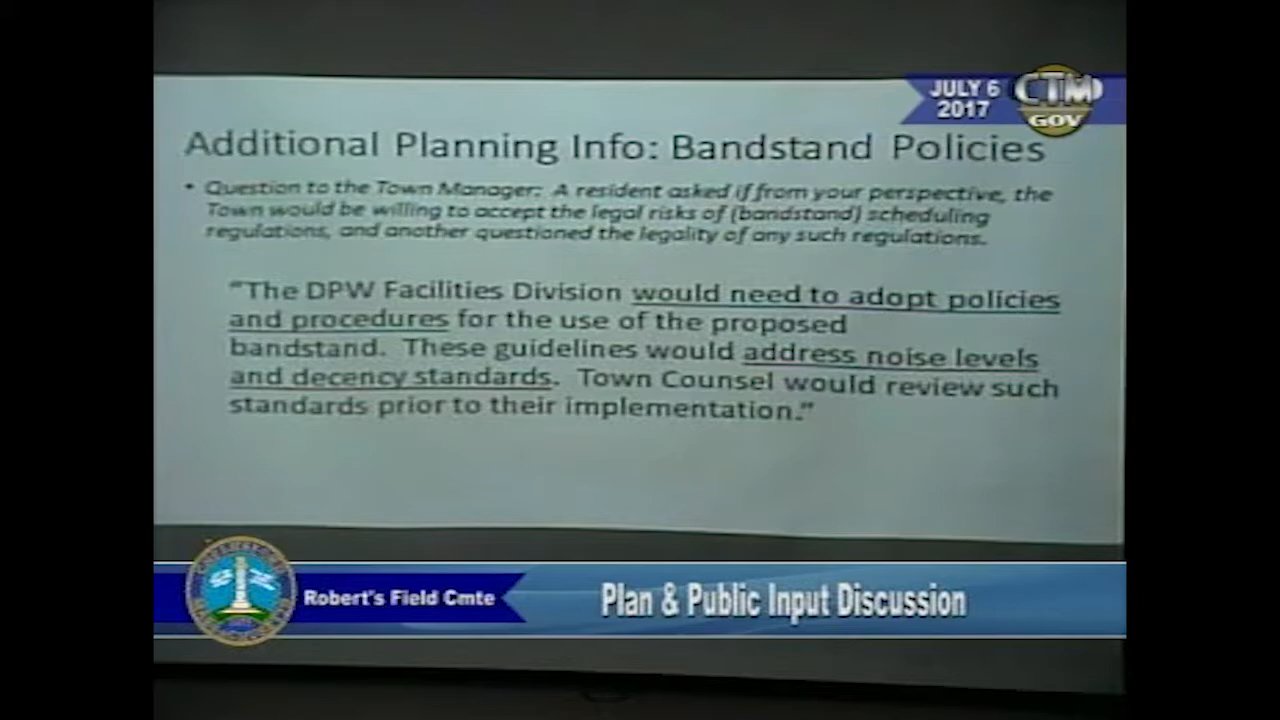 JULY 6
2017
CTM
GOV
Additional Planning Info: Bandstand Policies
• Question to the Town Manager: A resident asked if from your perspective, the
Town would be willing to accept the legal risks of (bandstand) scheduling
regulations, and another questioned the legality of any such regulations.
"The DPW Facilities Division would need to adopt policies
and procedures for the use of the proposed
bandstand. These guidelines would address noise levels
and decency standards. Town Counsel would review such
standards prior to their implementation."
Robert's Field Cmte
Plan & Public Input Discussion